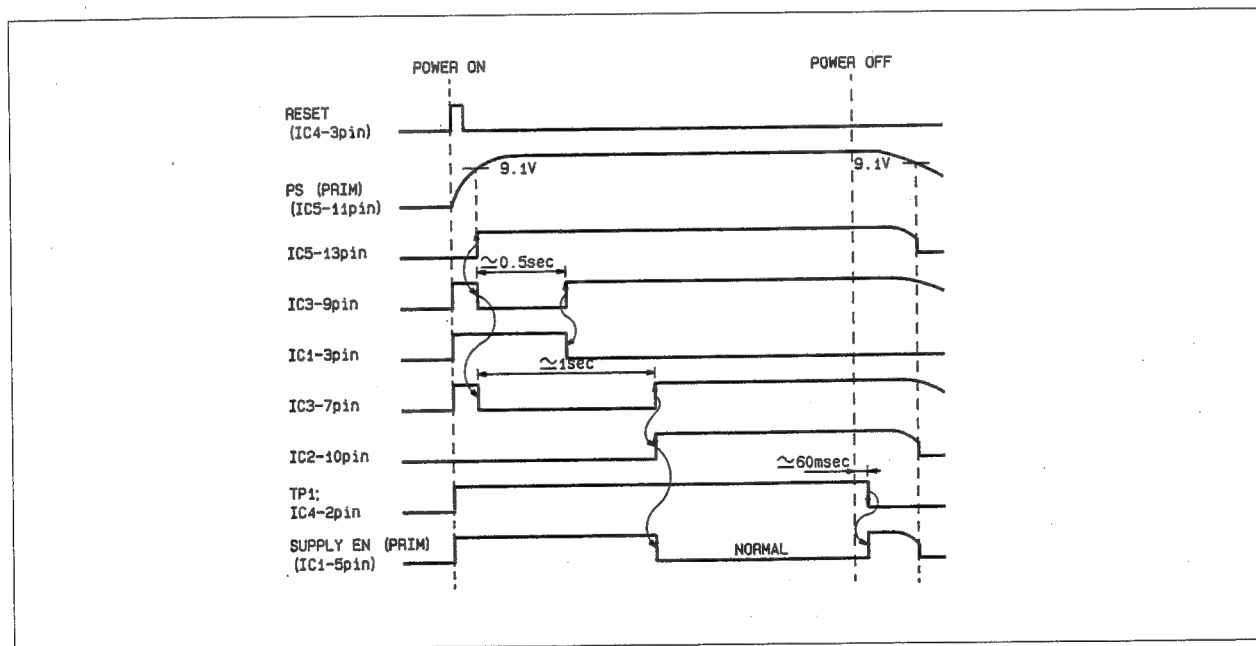 POWER ON
POWER OFF
RESET
(IC4-3pin)
9.1V
9.1V
PS (PRIM)
(IC5-11pin)
IC5-13pin
≃0.5sec
IC3-9pin
IC1-3pin
≃1sec
IC3-7pin
IC2-10pin
≃60msec
TP1;
IC4-2pin
SUPPLY EN (PRIM)
NORMAL
(IC1-5pin)